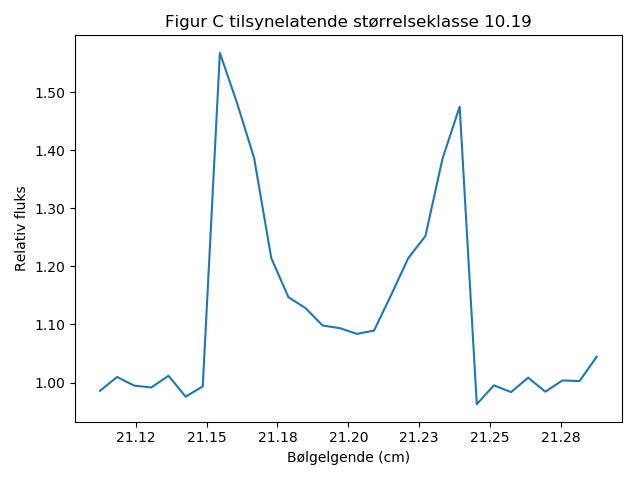 Figur C tilsynelatende størrelseklasse 10.19
Relativ fluks
1.50
1.40
1.30
1.20
1.10
1.00
21.12 21.15 21.18 21.20 21.23 21.25 21.28
Bølgelgende (cm)